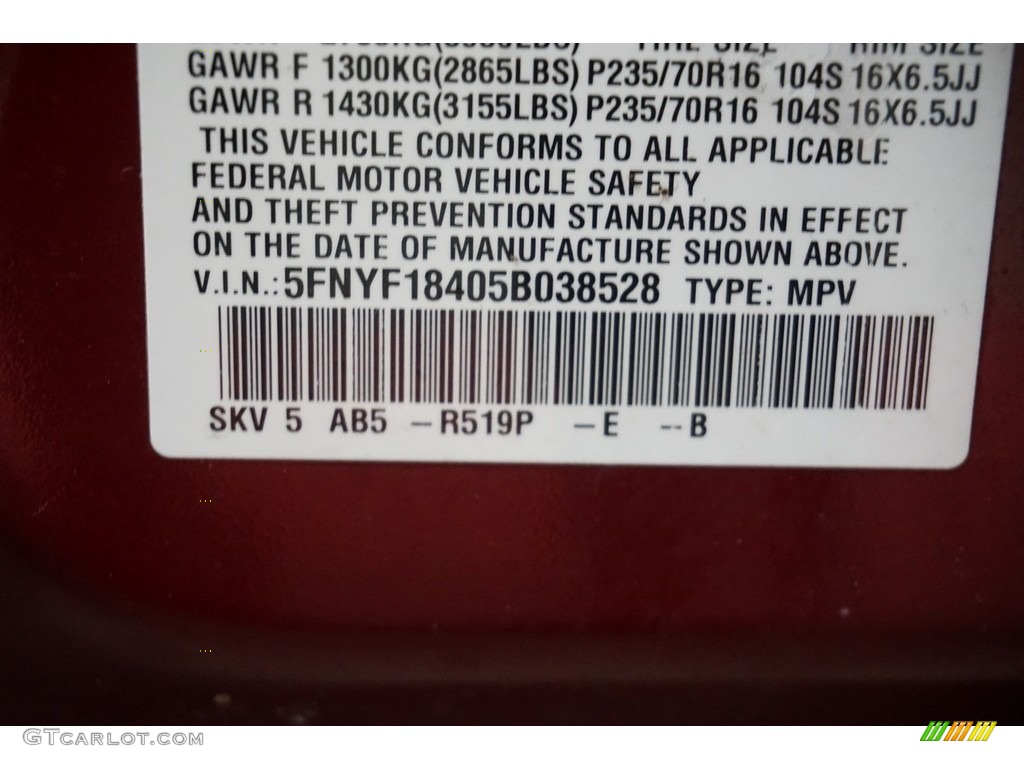 GAWR F 1300KG(2865LBS) P235/70R16 104S 16X6.5JJ
GAWR R 1430KG(3155LBS) P235/70R16 104S 16X6.5JJ
THIS VEHICLE CONFORMS TO ALL APPLICABLE
FEDERAL MOTOR VEHICLE SAFETY
AND THEFT PREVENTION STANDARDS IN EFFECT
ON THE DATE OF MANUFACTURE SHOWN ABOVE.
V.I.N.: 5FNYF18405B038528 TYPE: MPV
SKV 5 AB5 –R519P –E --B
GTCARLOT.COM